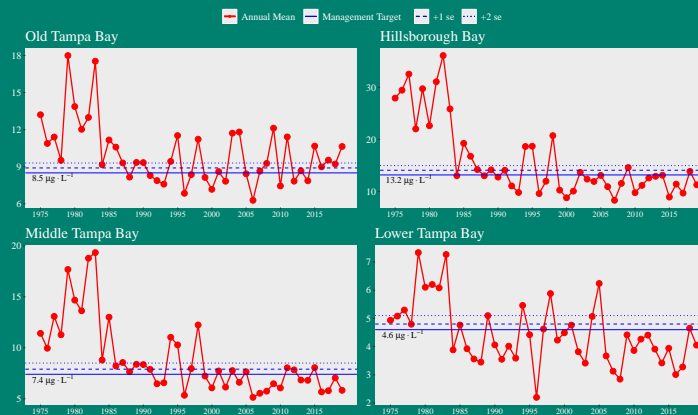 Annual Mean Management Target +1 se +2 se
Old Tampa Bay
18
15
12
9
6
8.5 μg · L⁻¹
1975 1980 1985 1990 1995 2000 2005 2010 2015
Hillsborough Bay
30
20
10
13.2 μg · L⁻¹
1975 1980 1985 1990 1995 2000 2005 2010 2015
Middle Tampa Bay
20
15
10
5
7.4 μg · L⁻¹
1975 1980 1985 1990 1995 2000 2005 2010 2015
Lower Tampa Bay
7
6
5
4
3
2
4.6 μg · L⁻¹
1975 1980 1985 1990 1995 2000 2005 2010 2015